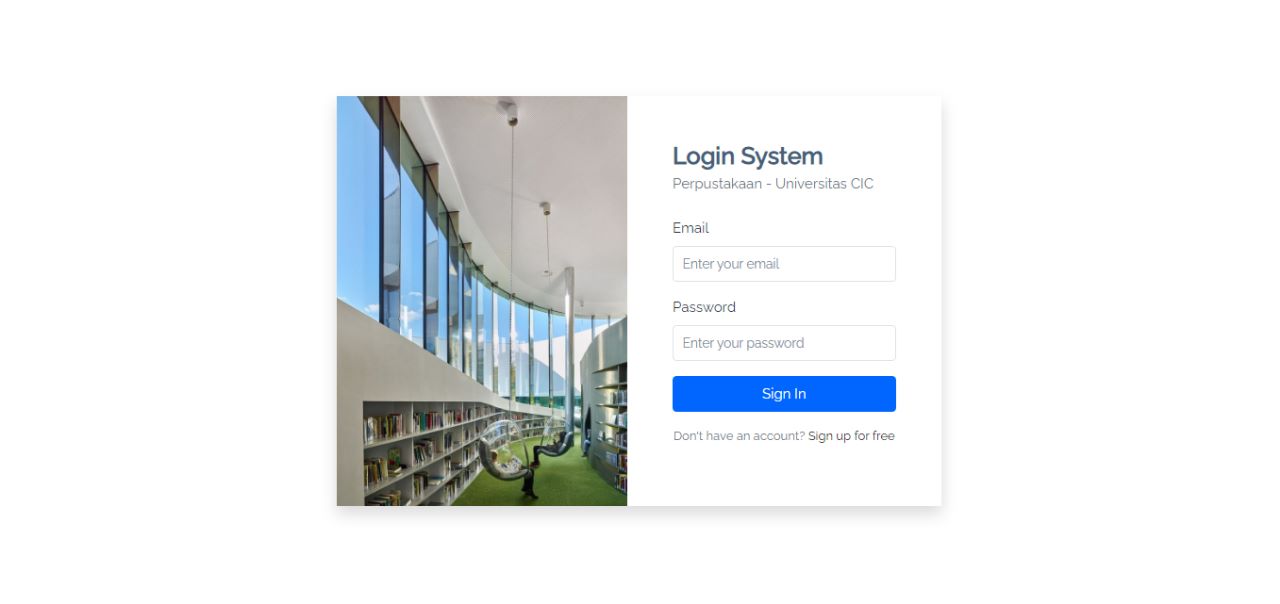 Login System
Perpustakaan - Universitas CIC
Email
Enter your email
Password
Enter your password
Sign In
Don't have an account? Sign up for free